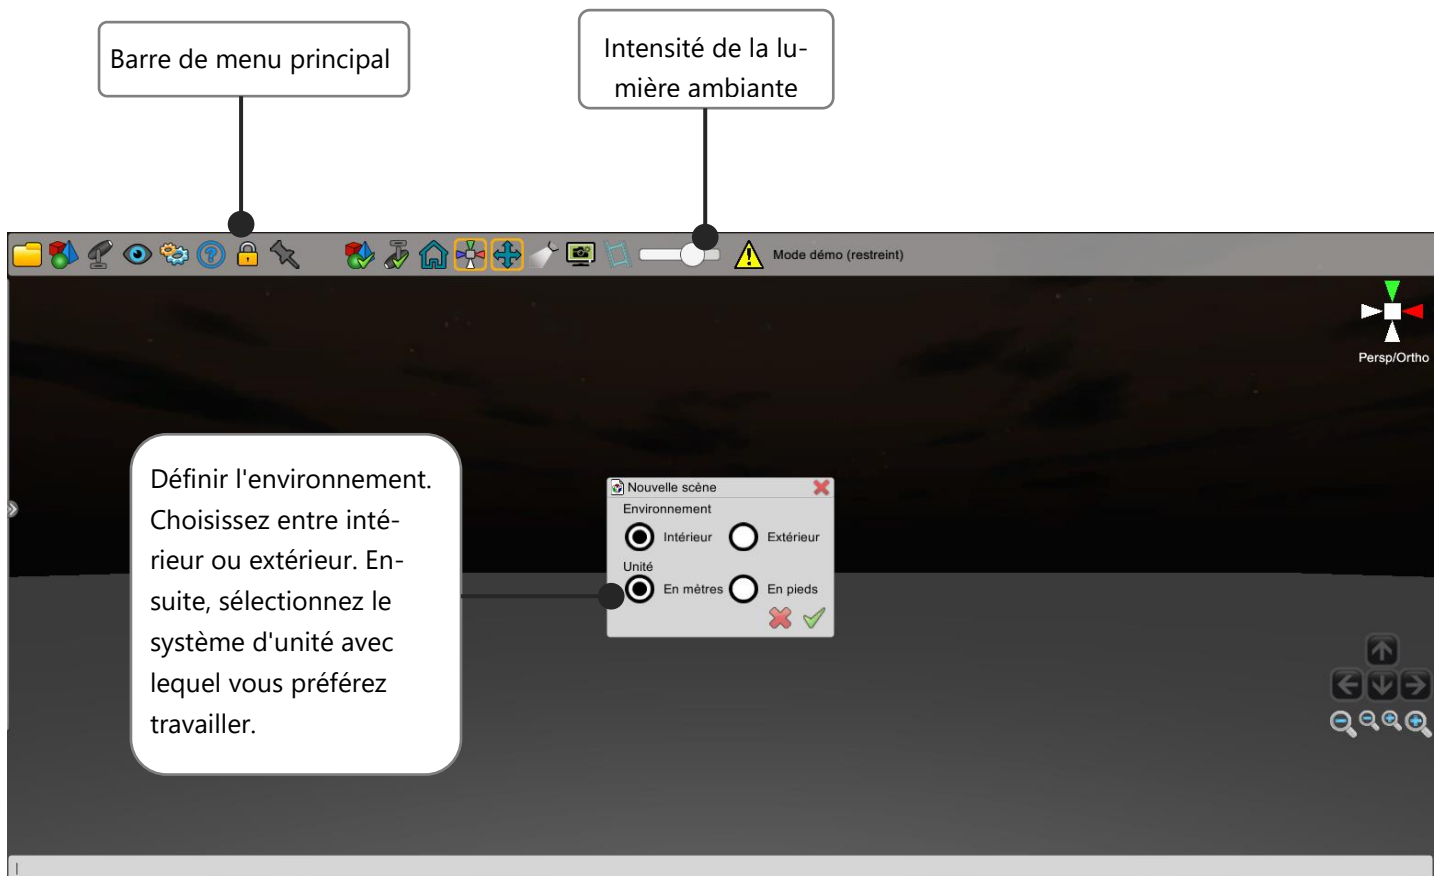 Barre de menu principal
Intensité de la lu-
mière ambiante
Mode démo (restreint)
Persp/Ortho
Définir l'environnement.
Choisissez entre inté-
rieur ou extérieur. En-
suite, sélectionnez le
système d'unité avec
lequel vous préférez
travailler.
Nouvelle scène
Environnement
Intérieur Extérieur
Unité
En mètres En pieds